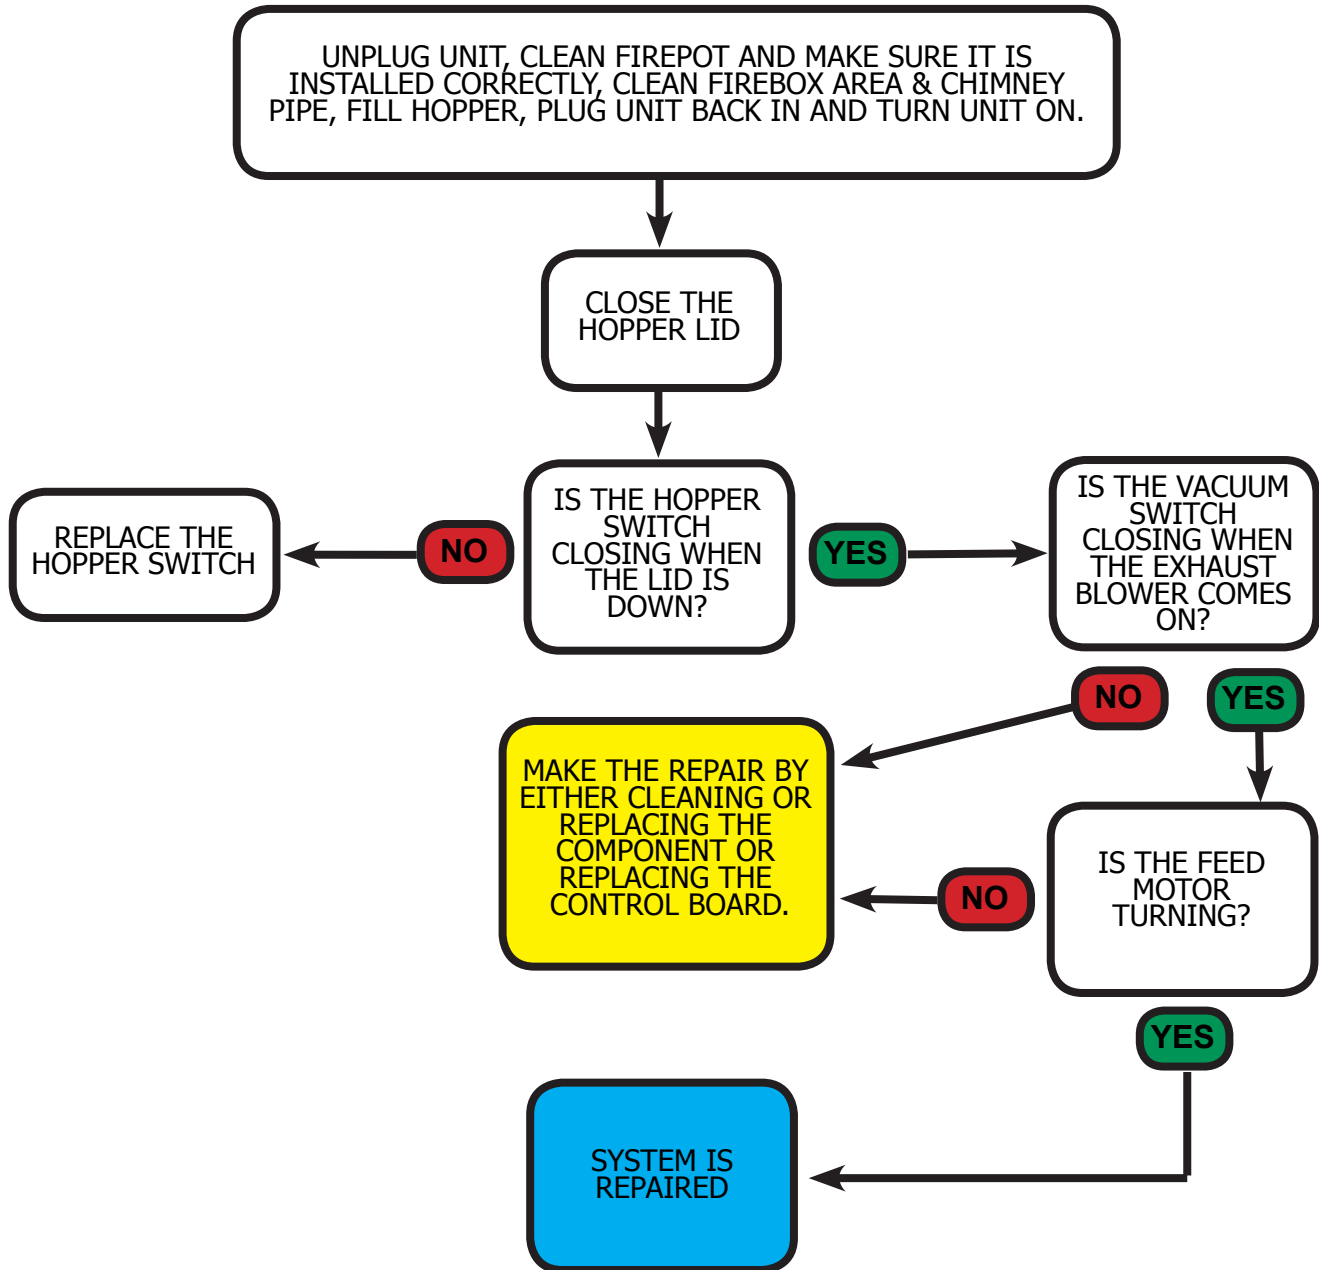 UNPLUG UNIT, CLEAN FIREPOT AND MAKE SURE IT IS
INSTALLED CORRECTLY, CLEAN FIREBOX AREA & CHIMNEY
PIPE, FILL HOPPER, PLUG UNIT BACK IN AND TURN UNIT ON.
CLOSE THE
HOPPER LID
IS THE HOPPER
SWITCH
CLOSING WHEN
THE LID IS
DOWN?
NO
REPLACE THE
HOPPER SWITCH
YES
IS THE VACUUM
SWITCH
CLOSING WHEN
THE EXHAUST
BLOWER COMES
ON?
NO
YES
MAKE THE REPAIR BY
EITHER CLEANING OR
REPLACING THE
COMPONENT OR
REPLACING THE
CONTROL BOARD.
IS THE FEED
MOTOR
TURNING?
NO
YES
SYSTEM IS
REPAIRED